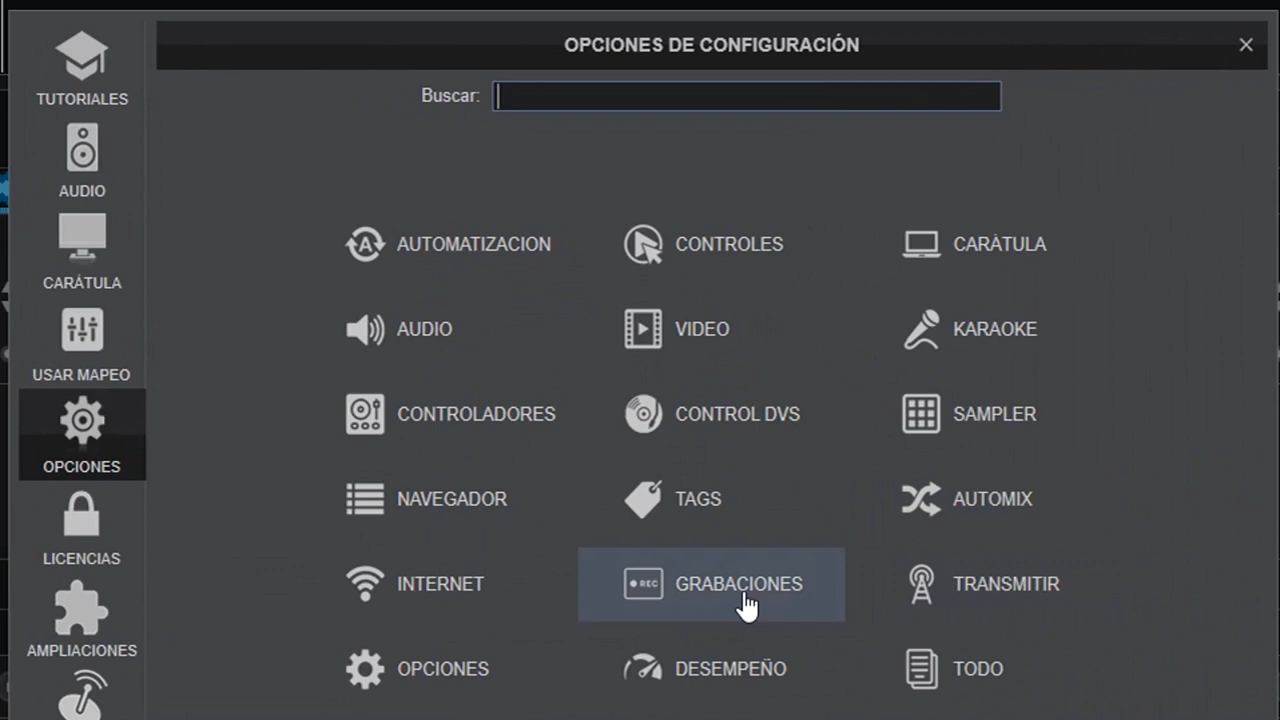 OPCIONES DE CONFIGURACIÓN
Buscar:
TUTORIALES
AUDIO
CARÁTULA
USAR MAPEO
OPCIONES
LICENCIAS
AMPLIACIONES
AUTOMATIZACION
CONTROLES
CARÀTULA
AUDIO
VIDEO
KARAOKE
CONTROLADORES
CONTROL DVS
SAMPLER
NAVEGADOR
TAGS
AUTOMIX
INTERNET
REC
GRABACIONES
TRANSMITIR
OPCIONES
DESEMPEÑO
TODO